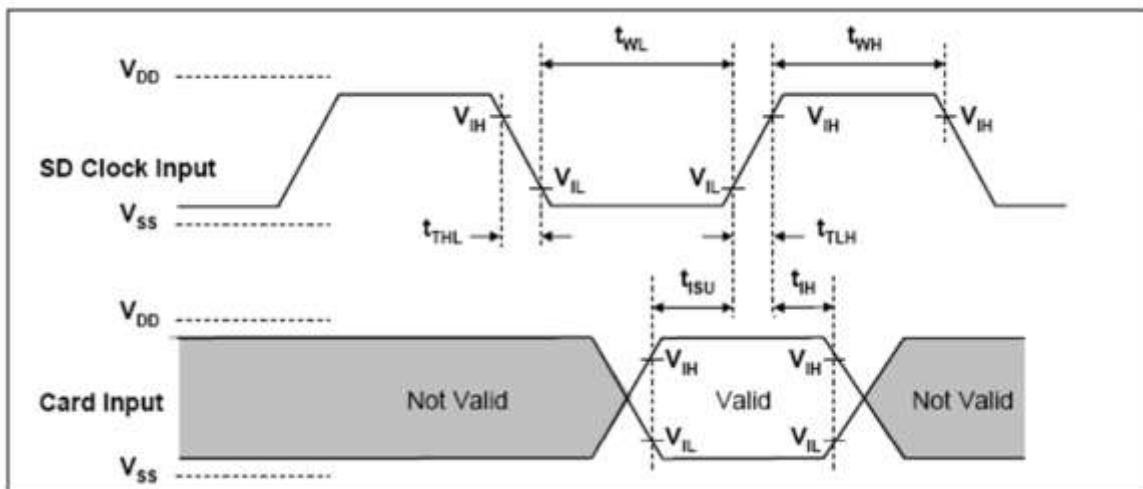 tWL tWH
VDD
VIH VIH VIH
SD Clock Input
VIL VIL
VSS
tTHL tTLH
tISU tIH
VDD
VIH VIH
Card Input Not Valid Valid Not Valid
VIL VIL
VSS